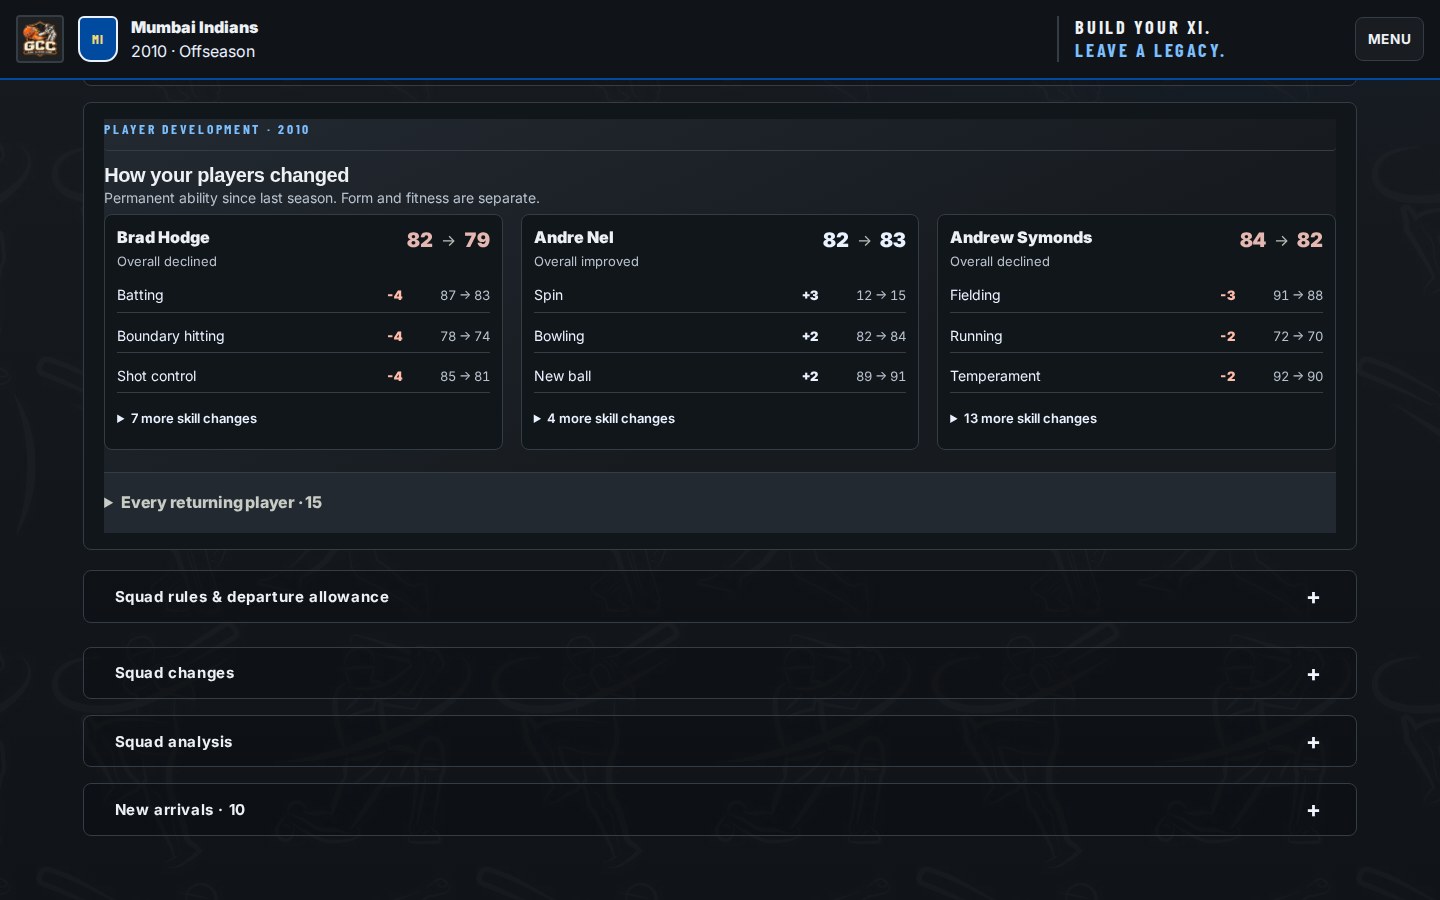 GCC
MI
Mumbai Indians
2010 · Offseason
BUILD YOUR XI.
LEAVE A LEGACY.
MENU
PLAYER DEVELOPMENT · 2010
How your players changed
Permanent ability since last season. Form and fitness are separate.
Brad Hodge 82 → 79
Overall declined
Batting -4 87 → 83
Boundary hitting -4 78 → 74
Shot control -4 85 → 81
▶ 7 more skill changes
Andre Nel 82 → 83
Overall improved
Spin +3 12 → 15
Bowling +2 82 → 84
New ball +2 89 → 91
▶ 4 more skill changes
Andrew Symonds 84 → 82
Overall declined
Fielding -3 91 → 88
Running -2 72 → 70
Temperament -2 92 → 90
▶ 13 more skill changes
▶ Every returning player · 15
Squad rules & departure allowance +
Squad changes +
Squad analysis +
New arrivals · 10 +